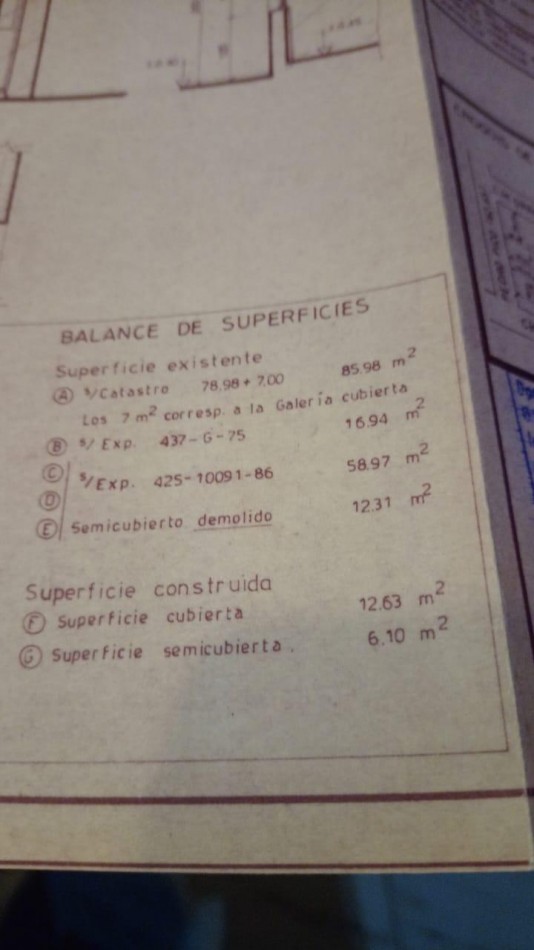 BALANCE DE SUPERFICIES
Superficie existente
Ⓐ s/Catastro 78.98 + 7.00 85.98 m²
Los 7 m² corresp. a la Galería cubierta
Ⓑ s/ Exp. 437-G-75 16.94 m²
Ⓒ
s/Exp. 425-10091-86 58.97 m²
Ⓓ
Ⓔ Semicubierto demolido 12.31 m²
Superficie construida
Ⓕ Superficie cubierta 12.63 m²
Ⓖ Superficie semicubierta. 6.10 m²